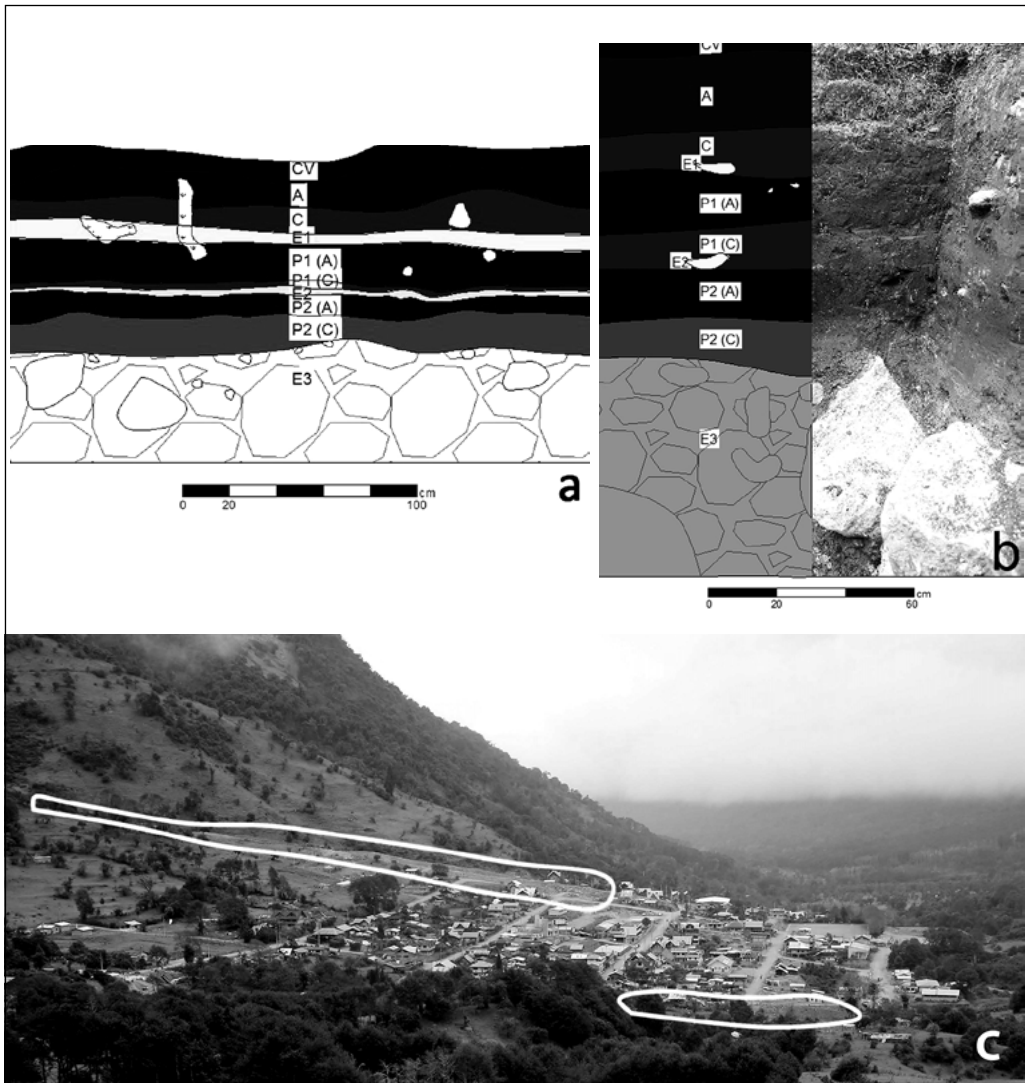 CV
A
C
E1
P1 (A)
P1 (C)
E2
P2 (A)
P2 (C)
E3
cm
0 20 100
a
CV
A
C
E1
P1 (A)
P1 (C)
E2
P2 (A)
P2 (C)
E3
cm
0 20 60
b
c